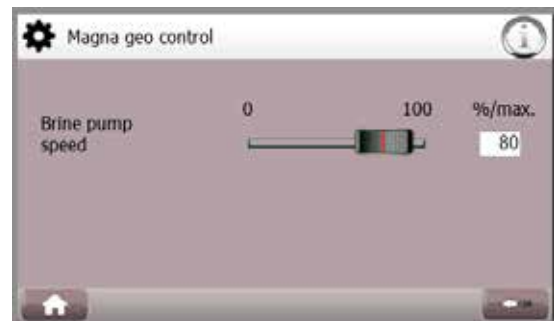 Magna geo control
0 100 %/max.
Brine pump
speed
80